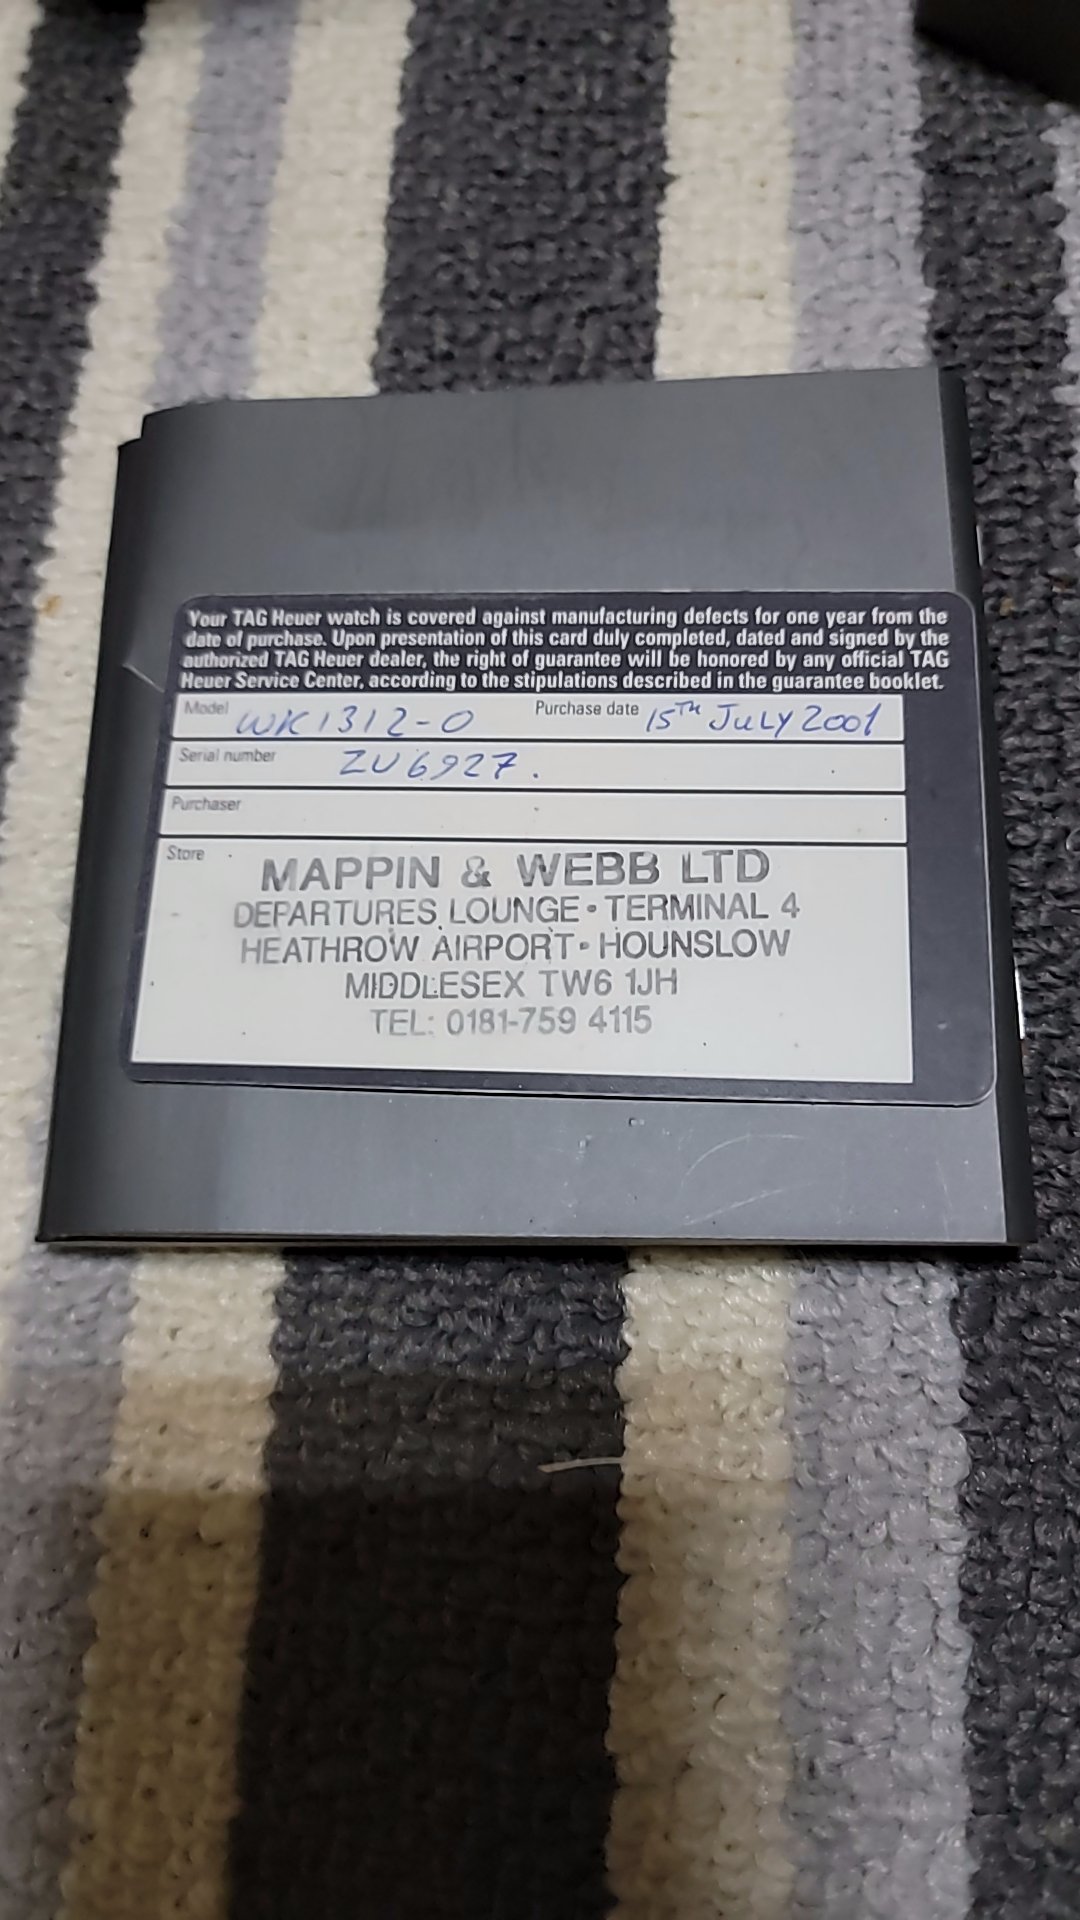 Your TAG Heuer watch is covered against manufacturing defects for one year from the
date of purchase. Upon presentation of this card duly completed, dated and signed by the
authorized TAG Heuer dealer, the right of guarantee will be honored by any official TAG
Heuer Service Center, according to the stipulations described in the guarantee booklet.
Model WK1312-0 Purchase date 15TH JULY 2001
Serial number ZU6927.
Purchaser
Store
MAPPIN & WEBB LTD
DEPARTURES LOUNGE • TERMINAL 4
HEATHROW AIRPORT • HOUNSLOW
MIDDLESEX TW6 1JH
TEL: 0181-759 4115